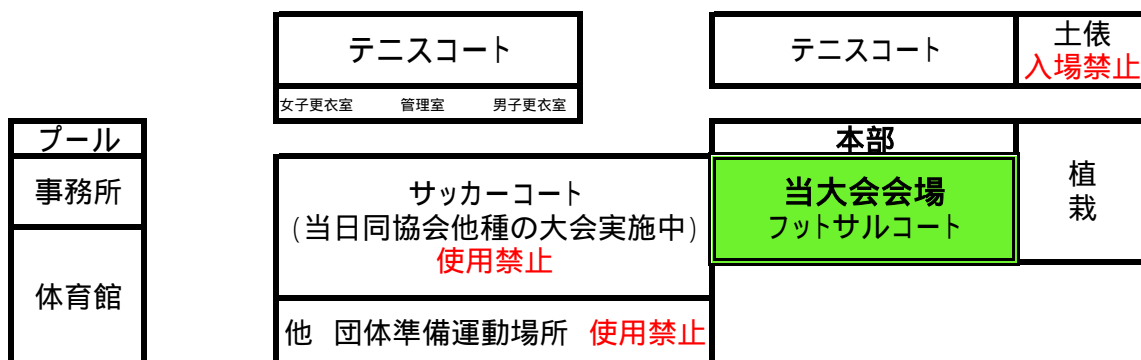 テニスコート
テニスコート
土俵
入場禁止
女子更衣室 管理室 男子更衣室
プール
本部
事務所
サッカーコート
(当日同協会他種の大会実施中)
使用禁止
当大会会場
フットサルコート
植
栽
体育館
他 団体準備運動場所 使用禁止